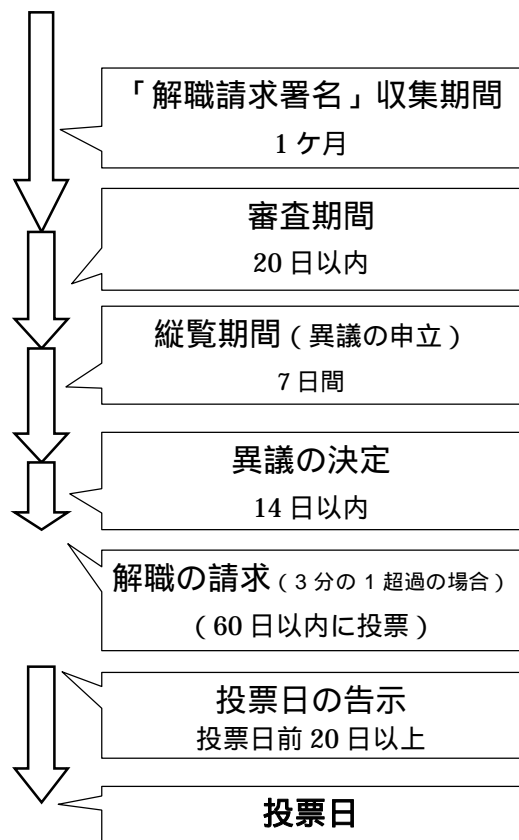 「解職請求署名」収集期間
1ケ月
審査期間
20日以内
縦覧期間(異議の申立)
7日間
異議の決定
14日以内
解職の請求(3分の1超過の場合)
(60日以内に投票)
投票日の告示
投票日前20日以上
投票日